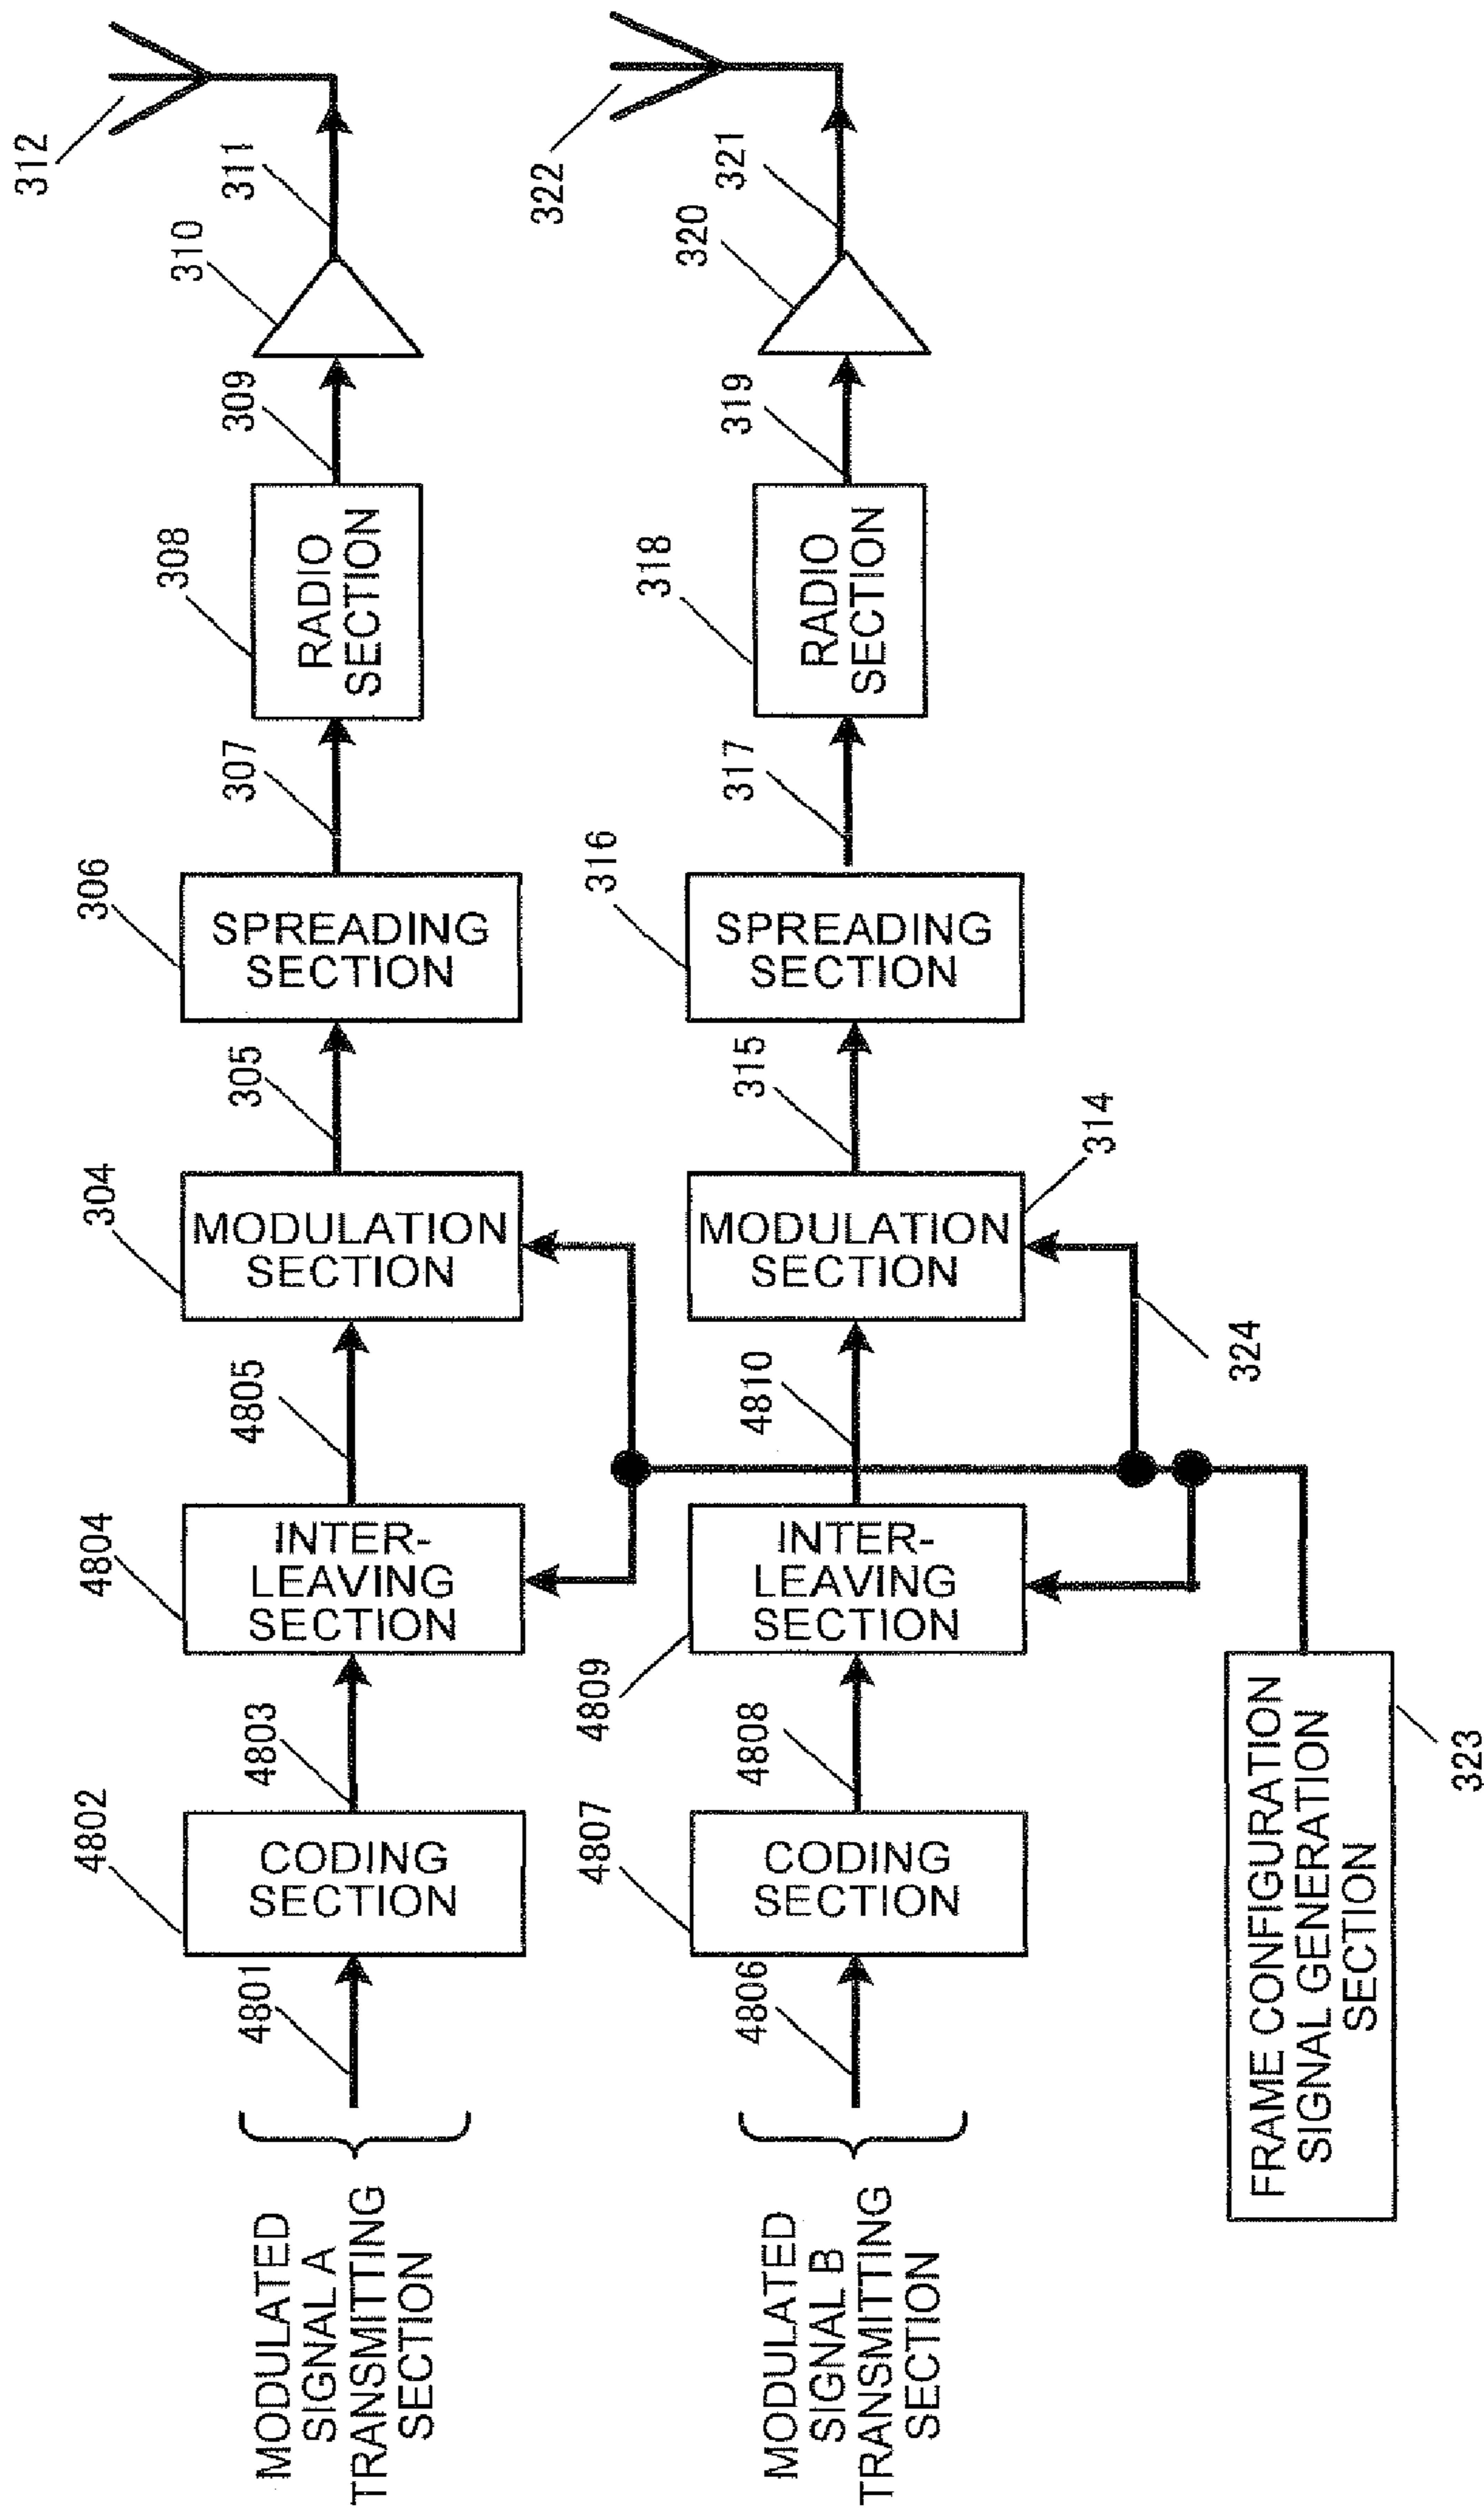 MODULATED
SIGNAL A
TRANSMITTING
SECTION
4801
4802
CODING
SECTION
4803
4804
INTER-
LEAVING
SECTION
4805
304
MODULATION
SECTION
305
306
SPREADING
SECTION
307
308
RADIO
SECTION
309
310
311
312
MODULATED
SIGNAL B
TRANSMITTING
SECTION
4806
4807
CODING
SECTION
4808
4809
INTER-
LEAVING
SECTION
4810
MODULATION
SECTION
314
315
316
SPREADING
SECTION
317
318
RADIO
SECTION
319
320
321
322
324
FRAME CONFIGURATION
SIGNAL GENERATION
SECTION
323